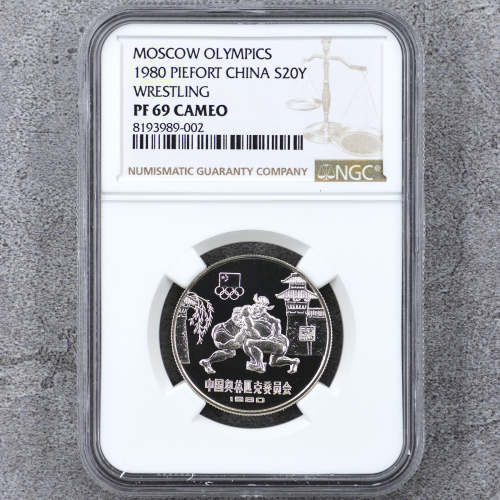 MOSCOW OLYMPICS
1980 PIEFORT CHINA S20Y
WRESTLING
PF 69 CAMEO
8193989-002
NUMISMATIC GUARANTY COMPANY
NGC®
中国奥林匹克委员会
1980